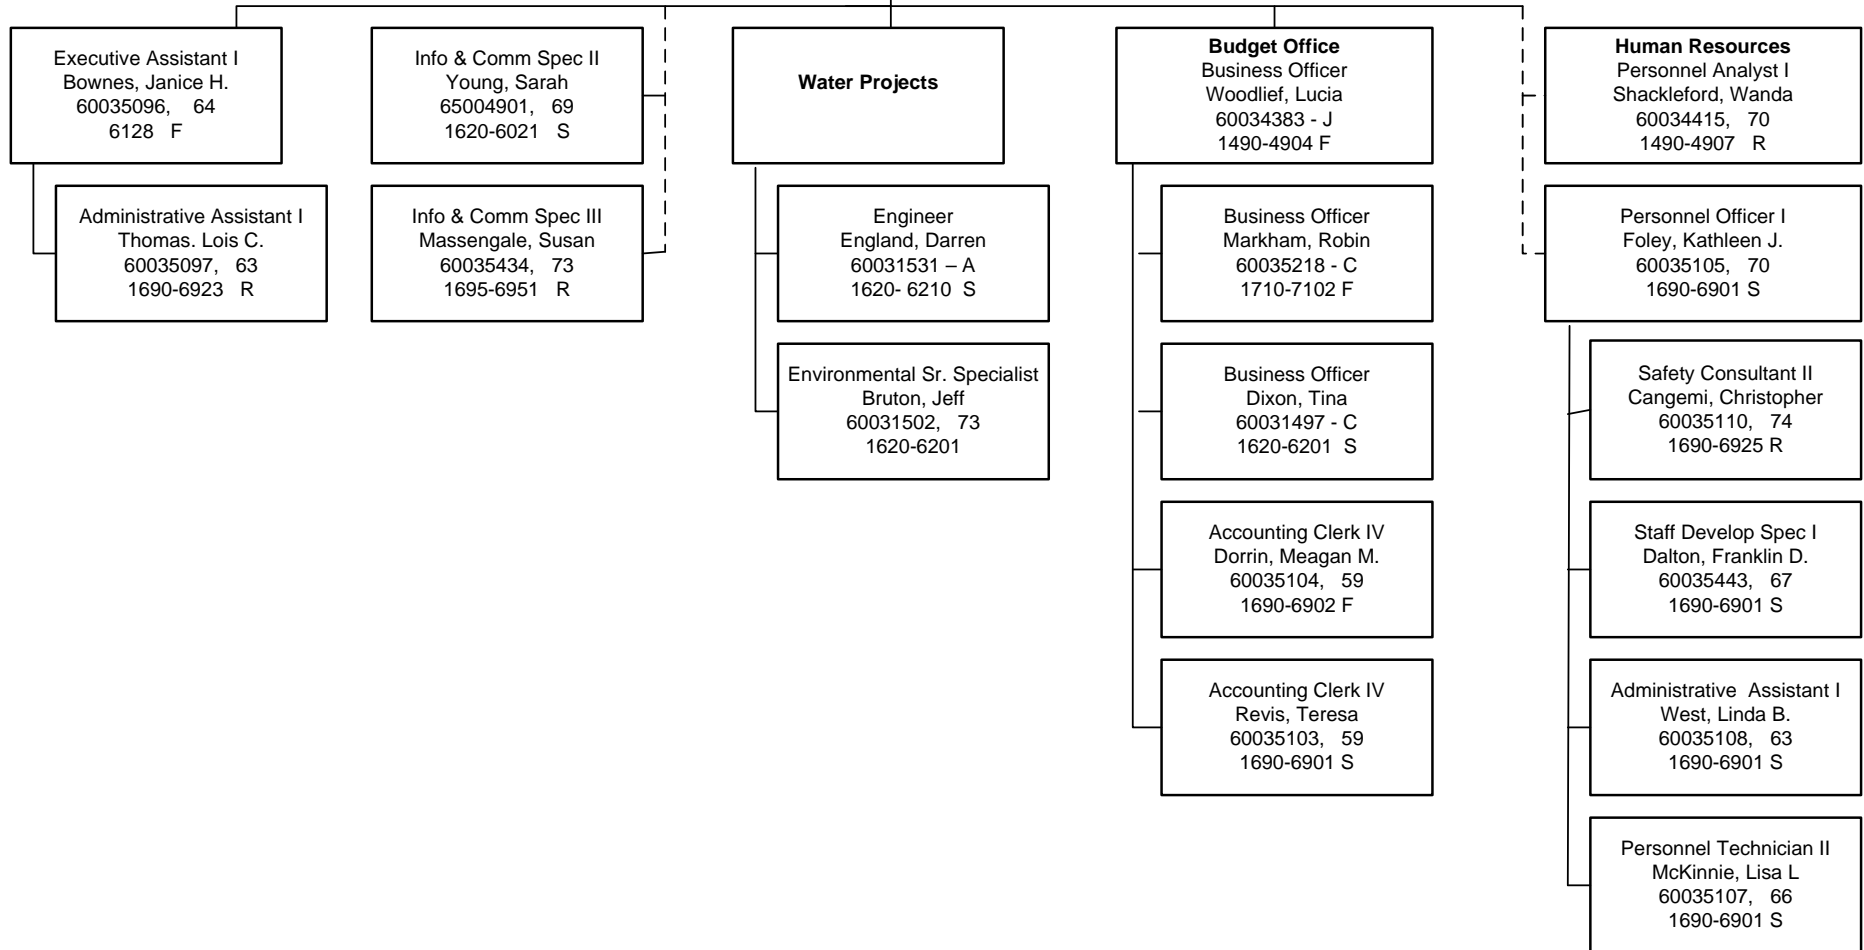 Executive Assistant I
Bownes, Janice H.
60035096, 64
6128 F
Administrative Assistant I
Thomas. Lois C.
60035097, 63
1690-6923 R
Info & Comm Spec II
Young, Sarah
65004901, 69
1620-6021 S
Info & Comm Spec III
Massengale, Susan
60035434, 73
1695-6951 R
Water Projects
Engineer
England, Darren
60031531 – A
1620- 6210 S
Environmental Sr. Specialist
Bruton, Jeff
60031502, 73
1620-6201
Budget Office
Business Officer
Woodlief, Lucia
60034383 - J
1490-4904 F
Business Officer
Markham, Robin
60035218 - C
1710-7102 F
Business Officer
Dixon, Tina
60031497 - C
1620-6201 S
Accounting Clerk IV
Dorrin, Meagan M.
60035104, 59
1690-6902 F
Accounting Clerk IV
Revis, Teresa
60035103, 59
1690-6901 S
Human Resources
Personnel Analyst I
Shackleford, Wanda
60034415, 70
1490-4907 R
Personnel Officer I
Foley, Kathleen J.
60035105, 70
1690-6901 S
Safety Consultant II
Cangemi, Christopher
60035110, 74
1690-6925 R
Staff Develop Spec I
Dalton, Franklin D.
60035443, 67
1690-6901 S
Administrative Assistant I
West, Linda B.
60035108, 63
1690-6901 S
Personnel Technician II
McKinnie, Lisa L
60035107, 66
1690-6901 S